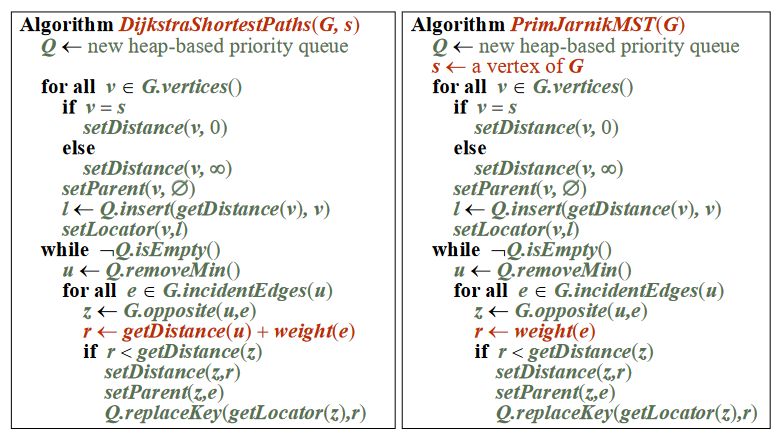 Algorithm DijkstraShortestPaths(G, s)
Q ← new heap-based priority queue
for all v ∈ G.vertices()
if v = s
setDistance(v, 0)
else
setDistance(v, ∞)
setParent(v, ∅)
l ← Q.insert(getDistance(v), v)
setLocator(v,l)
while ¬Q.isEmpty()
u ← Q.removeMin()
for all e ∈ G.incidentEdges(u)
z ← G.opposite(u,e)
r ← getDistance(u) + weight(e)
if r < getDistance(z)
setDistance(z,r)
setParent(z,e)
Q.replaceKey(getLocator(z),r)
Algorithm PrimJarnikMST(G)
Q ← new heap-based priority queue
s ← a vertex of G
for all v ∈ G.vertices()
if v = s
setDistance(v, 0)
else
setDistance(v, ∞)
setParent(v, ∅)
l ← Q.insert(getDistance(v), v)
setLocator(v,l)
while ¬Q.isEmpty()
u ← Q.removeMin()
for all e ∈ G.incidentEdges(u)
z ← G.opposite(u,e)
r ← weight(e)
if r < getDistance(z)
setDistance(z,r)
setParent(z,e)
Q.replaceKey(getLocator(z),r)